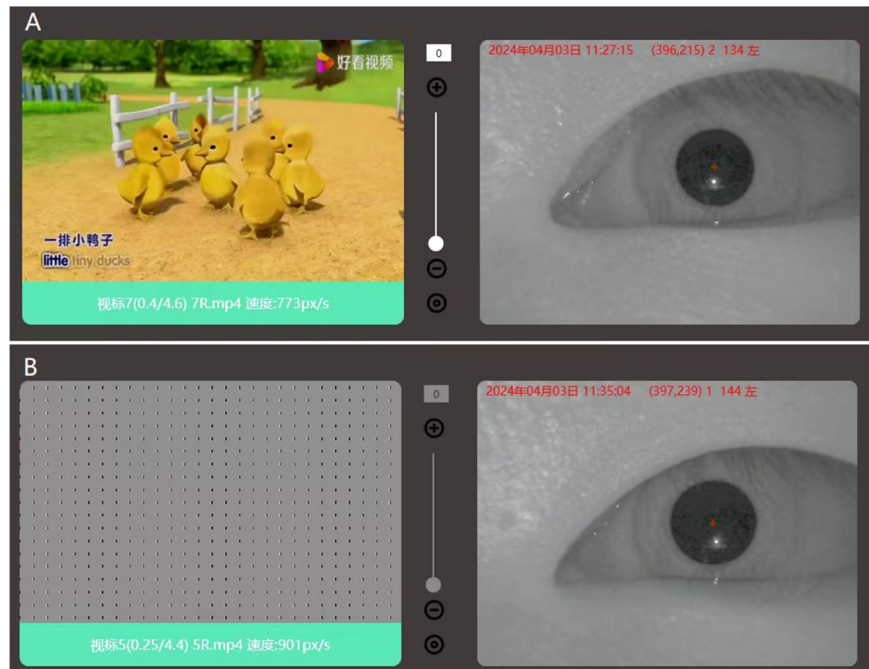 A
好看视频
一排小鸭子
little tiny ducks
视标7(0.4/4.6) 7R.mp4 速度:773px/s
0
2024年04月03日 11:27:15 (396,215) 2 134 左
B
视标5(0.25/4.4) 5R.mp4 速度:901px/s
0
2024年04月03日 11:35:04 (397,239) 1 144 左